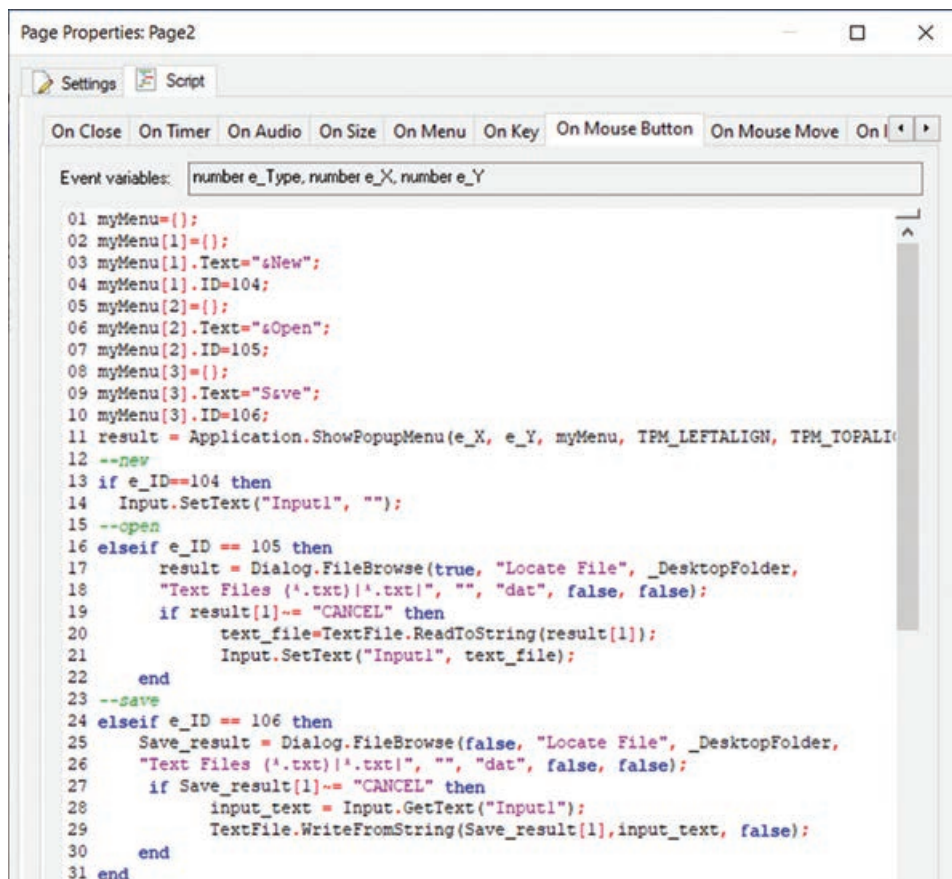 Page Properties: Page2
Settings Script
On Close On Timer On Audio On Size On Menu On Key On Mouse Button On Mouse Move On
Event variables: number e_Type, number e_X, number e_Y
01 myMenu={};
02 myMenu[1]={};
03 myMenu[1].Text="&New";
04 myMenu[1].ID=104;
05 myMenu[2]={};
06 myMenu[2].Text="&Open";
07 myMenu[2].ID=105;
08 myMenu[3]={};
09 myMenu[3].Text="S&ve";
10 myMenu[3].ID=106;
11 result = Application.ShowPopupMenu(e_X, e_Y, myMenu, TPM_LEFTALIGN, TPM_TOPALIG
12 --new
13 if e_ID==104 then
14 Input.SetText("Input1", "");
15 --open
16 elseif e_ID == 105 then
17 result = Dialog.FileBrowse(true, "Locate File", _DesktopFolder,
18 "Text Files (*.txt)|*.txt|", "", "dat", false, false);
19 if result[1]~= "CANCEL" then
20 text_file=TextFile.ReadToString(result[1]);
21 Input.SetText("Input1", text_file);
22 end
23 --save
24 elseif e_ID == 106 then
25 Save_result = Dialog.FileBrowse(false, "Locate File", _DesktopFolder,
26 "Text Files (*.txt)|*.txt|", "", "dat", false, false);
27 if Save_result[1]~= "CANCEL" then
28 input_text = Input.GetText("Input1");
29 TextFile.WriteFromString(Save_result[1],input_text, false);
30 end
31 end